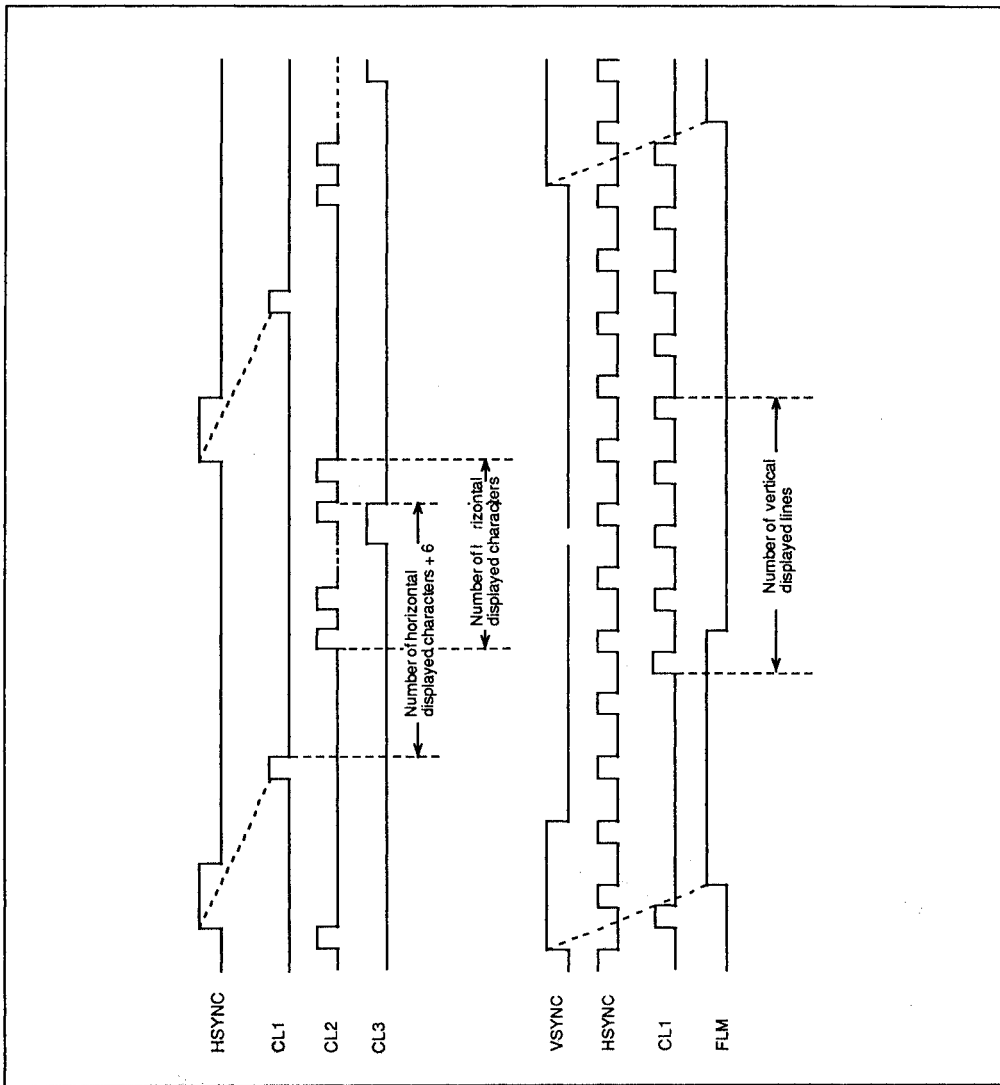 HSYNC
CL1
CL2
CL3
Number of horizontal
displayed characters + 6
Number of rizontal
displayed characters
VSYNC
HSYNC
CL1
FLM
Number of vertical
displayed lines